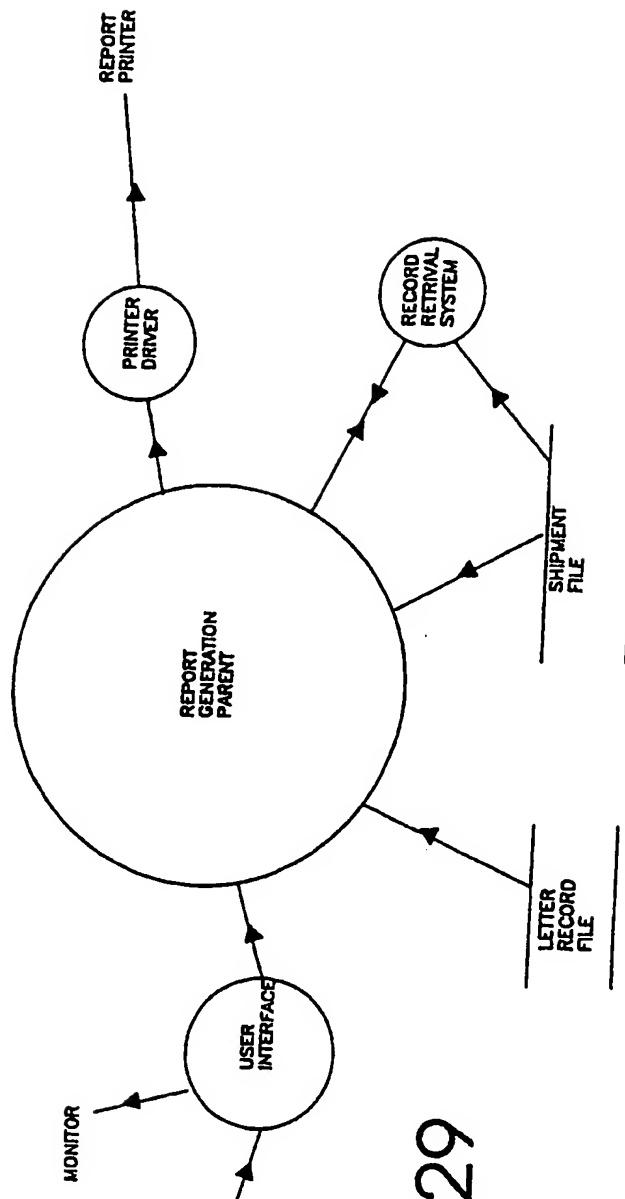 REPORT
PRINTER
PRINTER
DRIVER
RECORD
RETRIVAL
SYSTEM
REPORT
GENERATION
PARENT
SHIPMENT
FILE
LETTER
RECORD
FILE
USER
INTERFACE
MONITOR
29